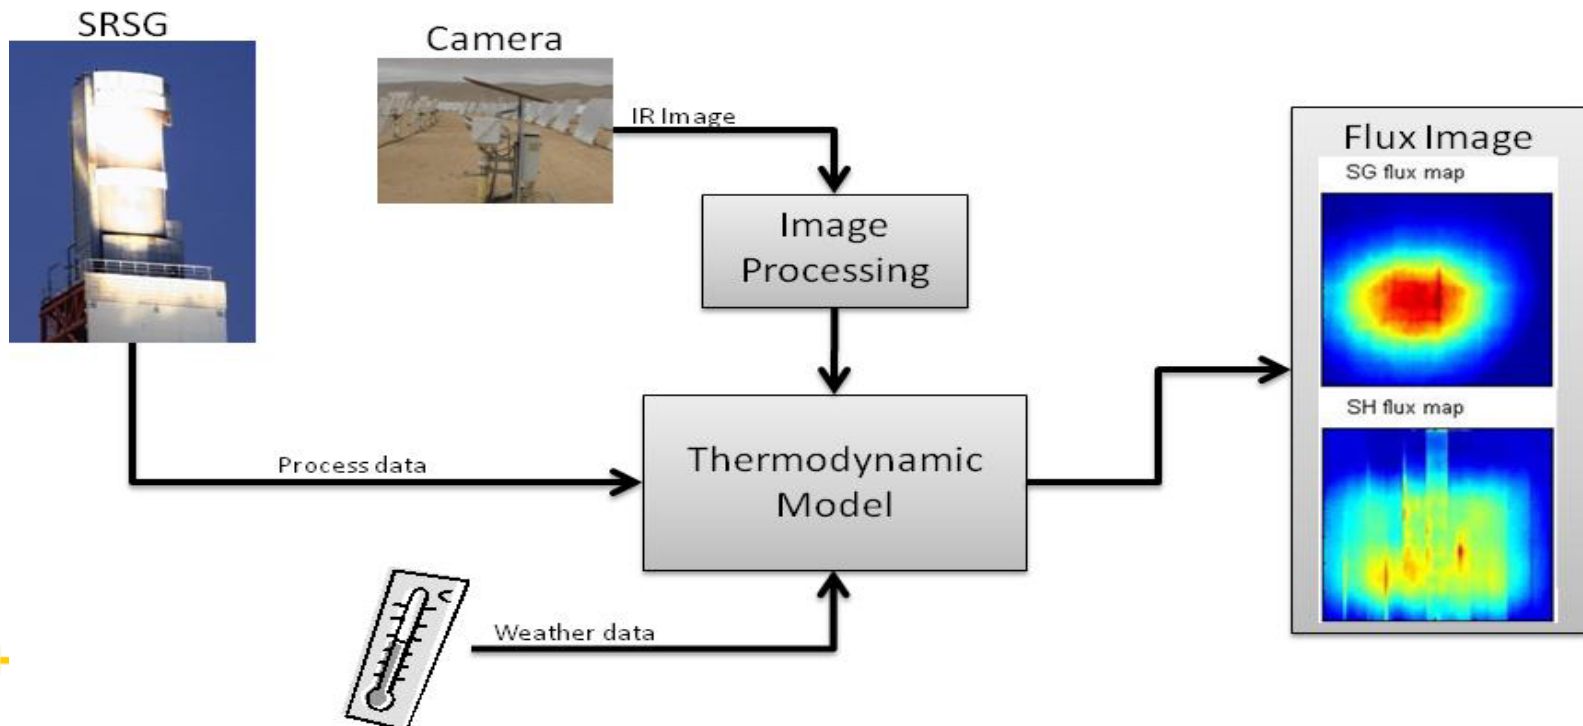 SRSG
Camera
IR Image
Image
Processing
Process data
Thermodynamic
Model
Weather data
Flux Image
SG flux map
SH flux map